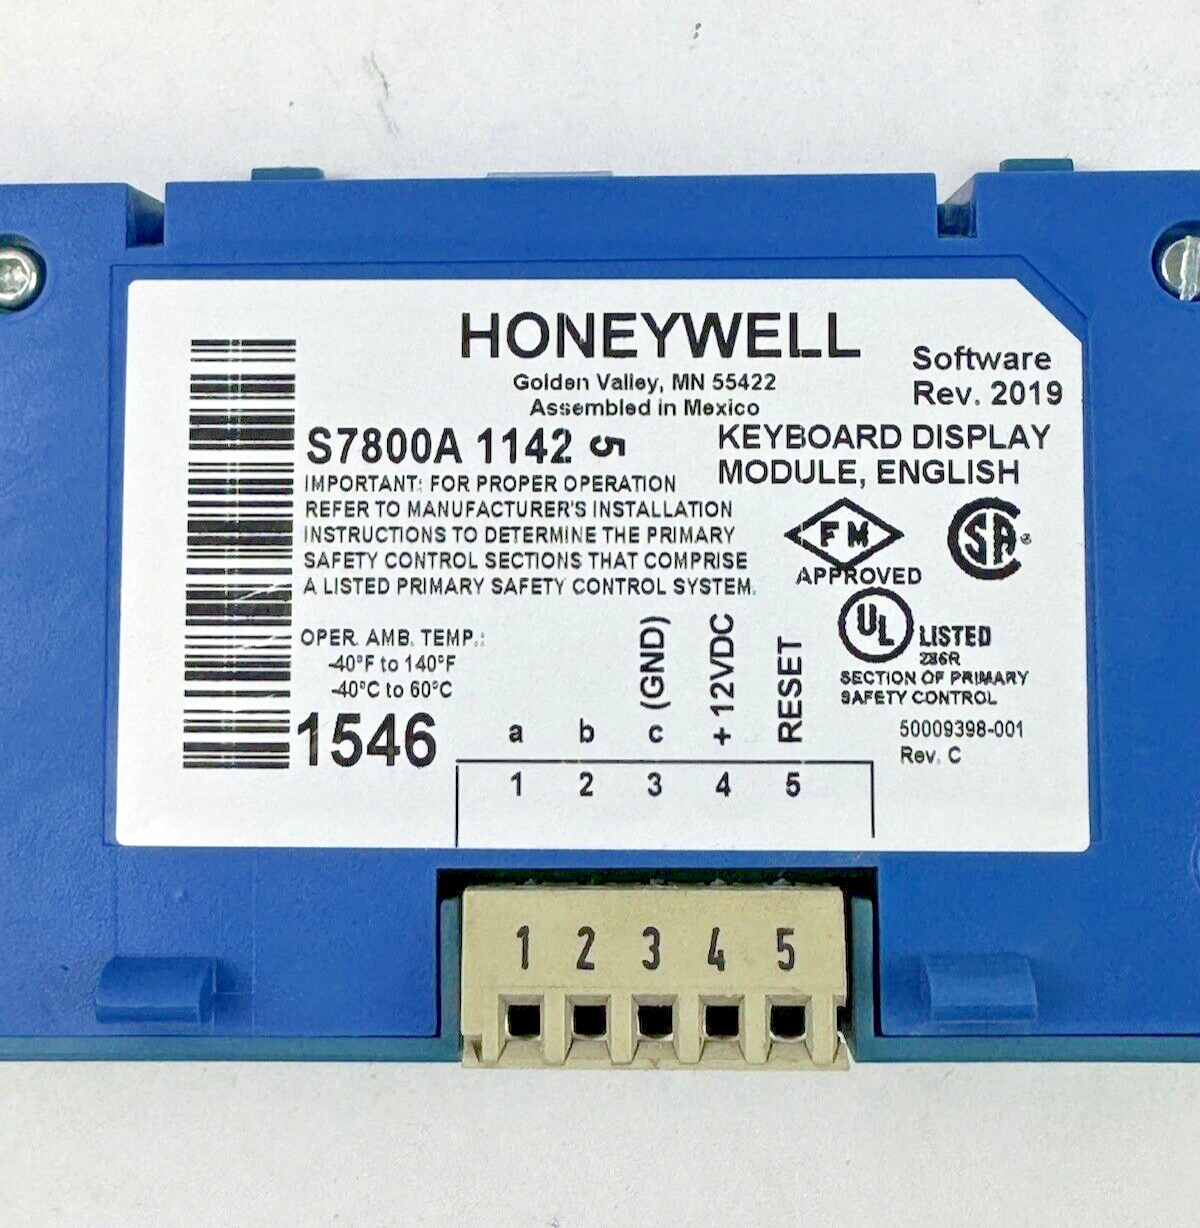 HONEYWELL
Golden Valley, MN 55422
Assembled in Mexico
Software
Rev. 2019
S7800A 1142 5
KEYBOARD DISPLAY
MODULE, ENGLISH
IMPORTANT: FOR PROPER OPERATION
REFER TO MANUFACTURER'S INSTALLATION
INSTRUCTIONS TO DETERMINE THE PRIMARY
SAFETY CONTROL SECTIONS THAT COMPRISE
A LISTED PRIMARY SAFETY CONTROL SYSTEM.
FM
APPROVED
SA®
UL LISTED
286R
SECTION OF PRIMARY
SAFETY CONTROL
50009398-001
Rev. C
OPER. AMB. TEMP.:
-40°F to 140°F
-40°C to 60°C
1546
a b c (GND) + 12VDC RESET
1 2 3 4 5
1 2 3 4 5